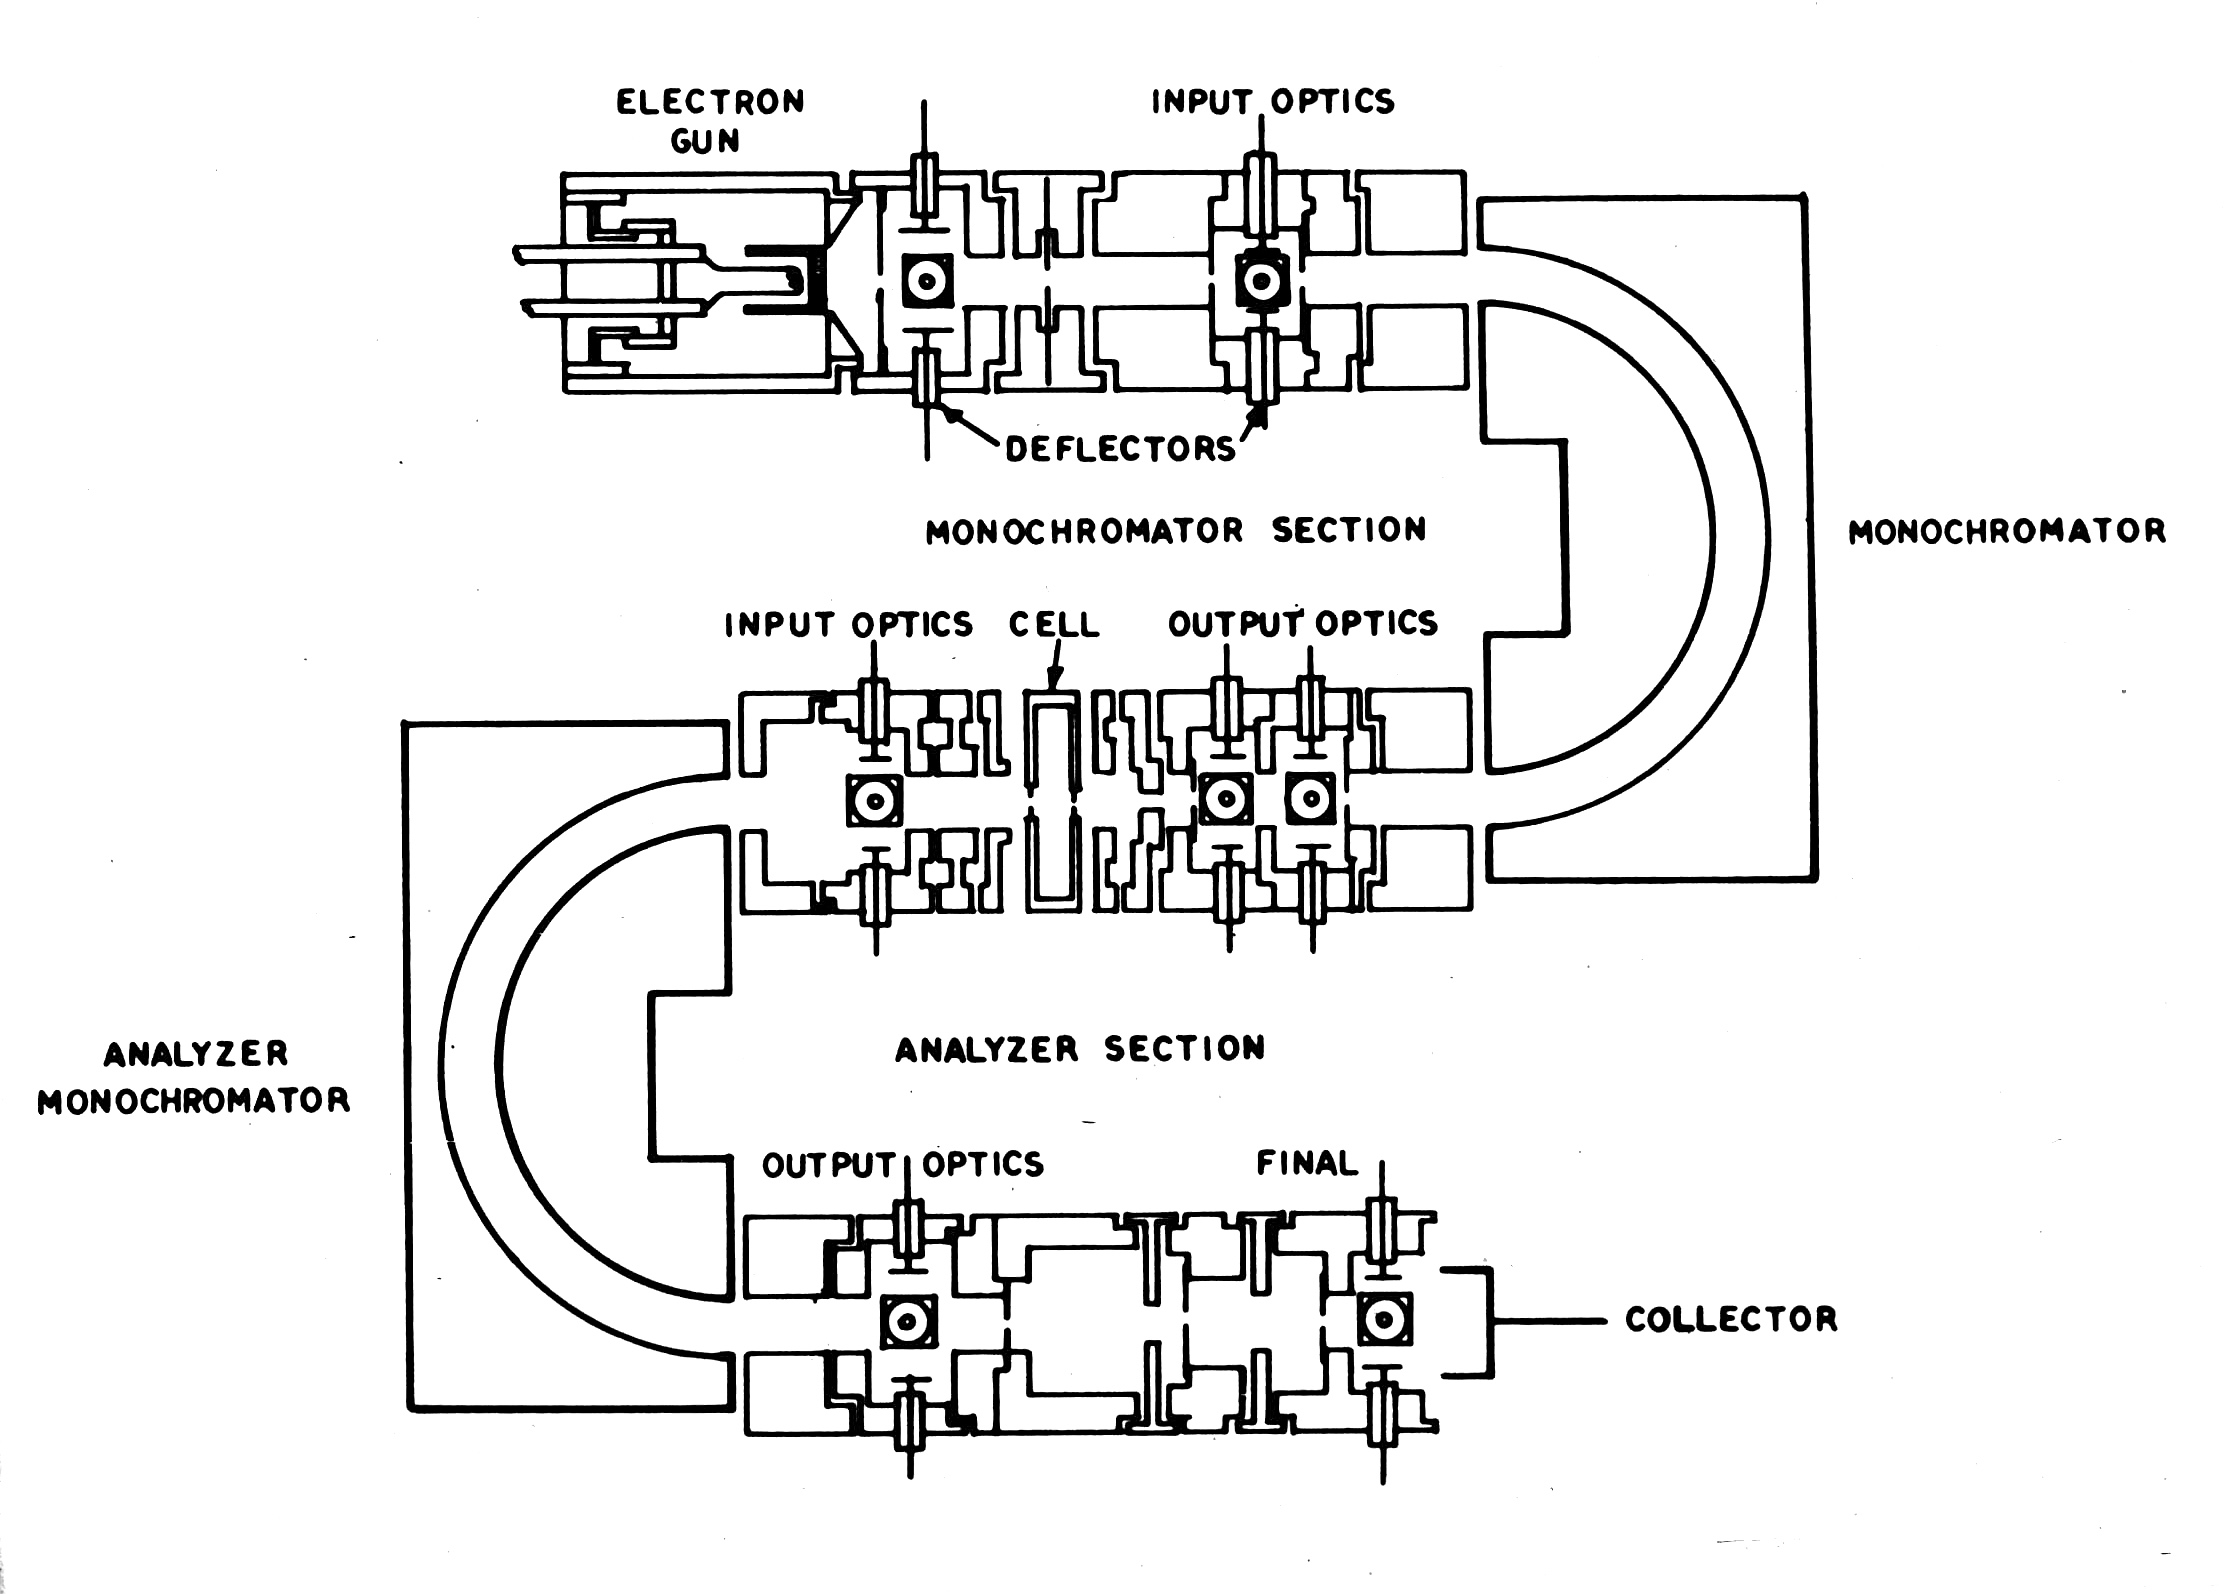 ELECTRON
GUN
INPUT OPTICS
DEFLECTORS
MONOCHROMATOR SECTION
MONOCHROMATOR
INPUT OPTICS
CELL
OUTPUT OPTICS
ANALYZER
MONOCHROMATOR
ANALYZER SECTION
OUTPUT OPTICS
FINAL
COLLECTOR